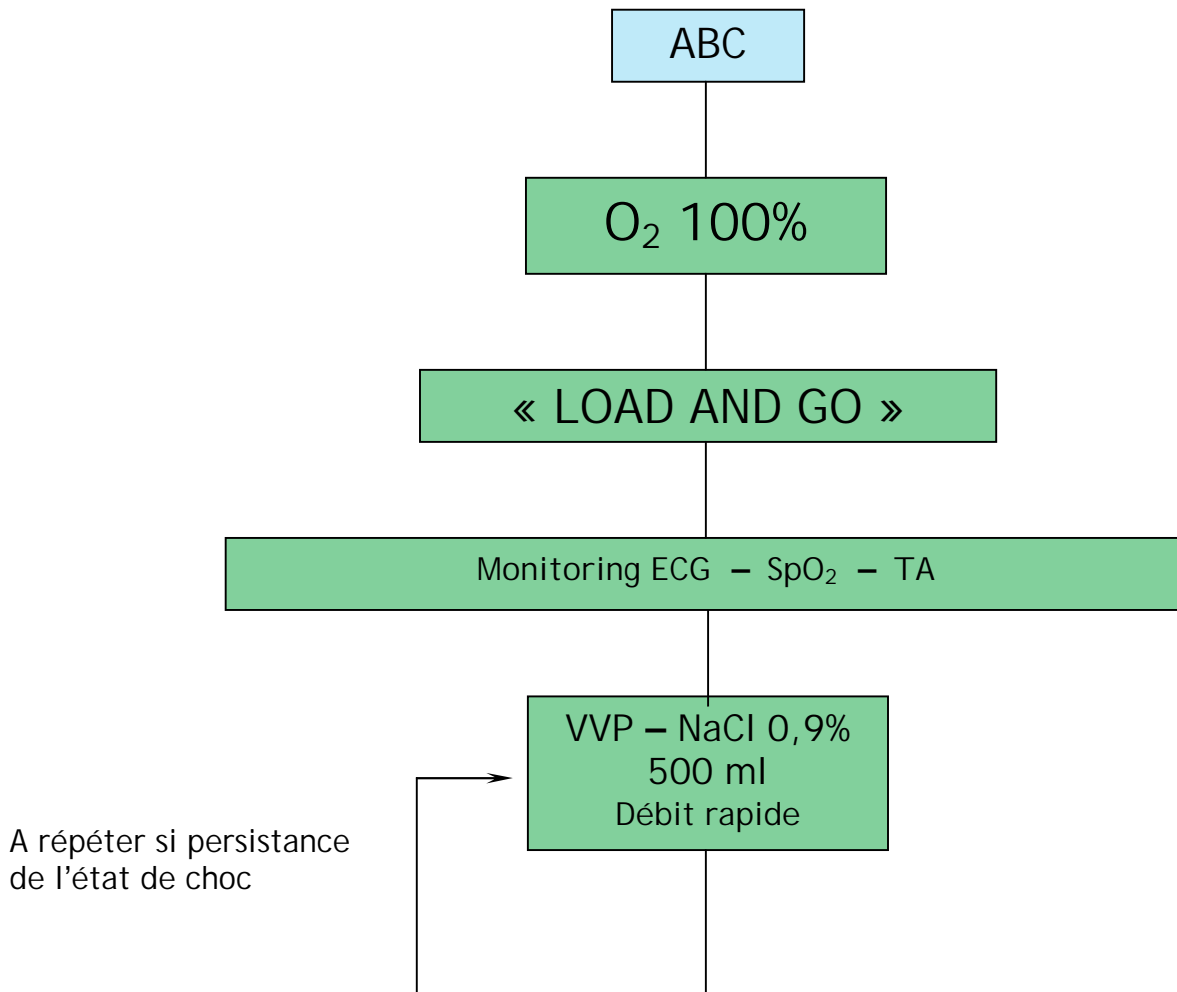 ABC
O₂ 100%
« LOAD AND GO »
Monitoring ECG – SpO₂ – TA
VVP – NaCl 0,9%
500 ml
Débit rapide
A répéter si persistance
de l'état de choc